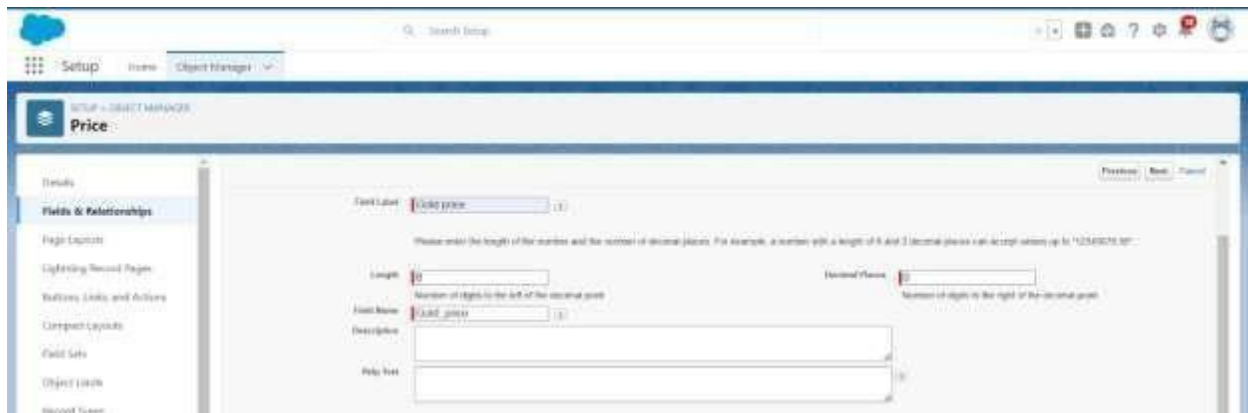 Search Setup
Setup Home Object Manager
SETUP > OBJECT MANAGER
Price
Details
Fields & Relationships
Page Layouts
Lightning Record Pages
Buttons, Links, and Actions
Compact Layouts
Field Sets
Object Limits
Record Types
Previous Next Cancel
Field Label Gold price
Please enter the length of the number and the number of decimal places. For example, a number with a length of 8 and 2 decimal places can accept values up to "12345678.90".
Length Decimal Places
Number of digits to the left of the decimal point Number of digits to the right of the decimal point
Field Name Gold_price
Description
Help Text